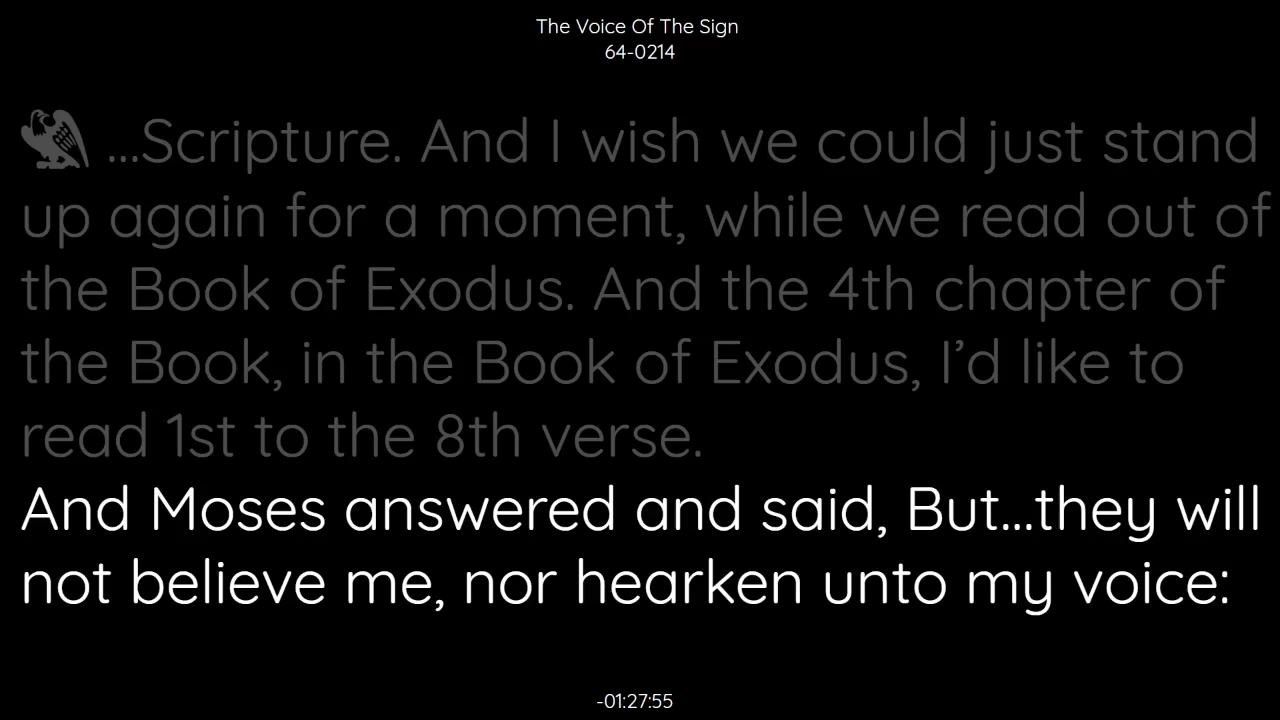 The Voice Of The Sign
64-0214
...Scripture. And I wish we could just stand
up again for a moment, while we read out of
the Book of Exodus. And the 4th chapter of
the Book, in the Book of Exodus, I’d like to
read 1st to the 8th verse.
And Moses answered and said, But...they will
not believe me, nor hearken unto my voice:
-01:27:55